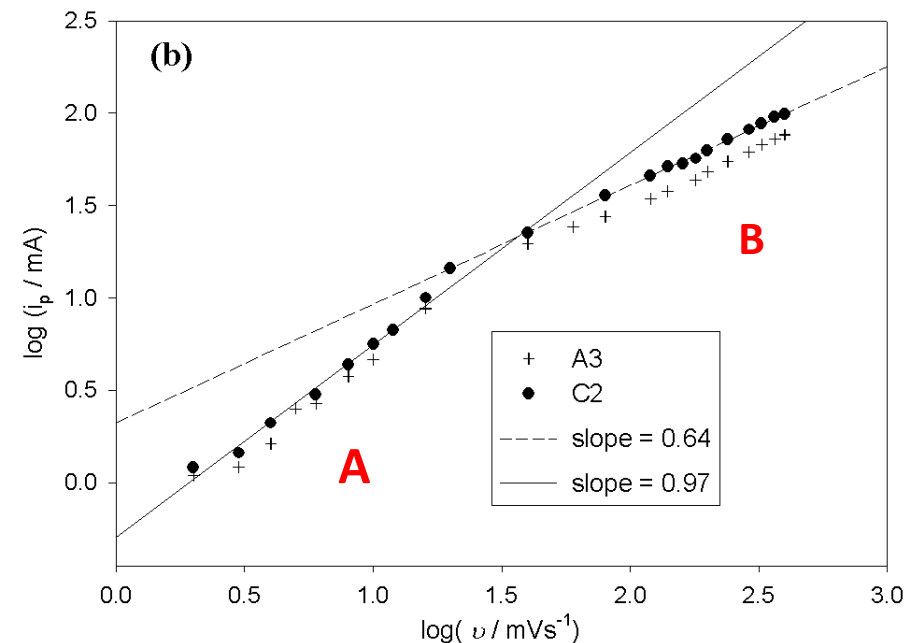 (b)
2.5
2.0
1.5
1.0
0.5
0.0
log (iₚ / mA)
A
B
A3
C2
slope = 0.64
slope = 0.97
0.0 0.5 1.0 1.5 2.0 2.5 3.0
log( υ / mVs⁻¹)